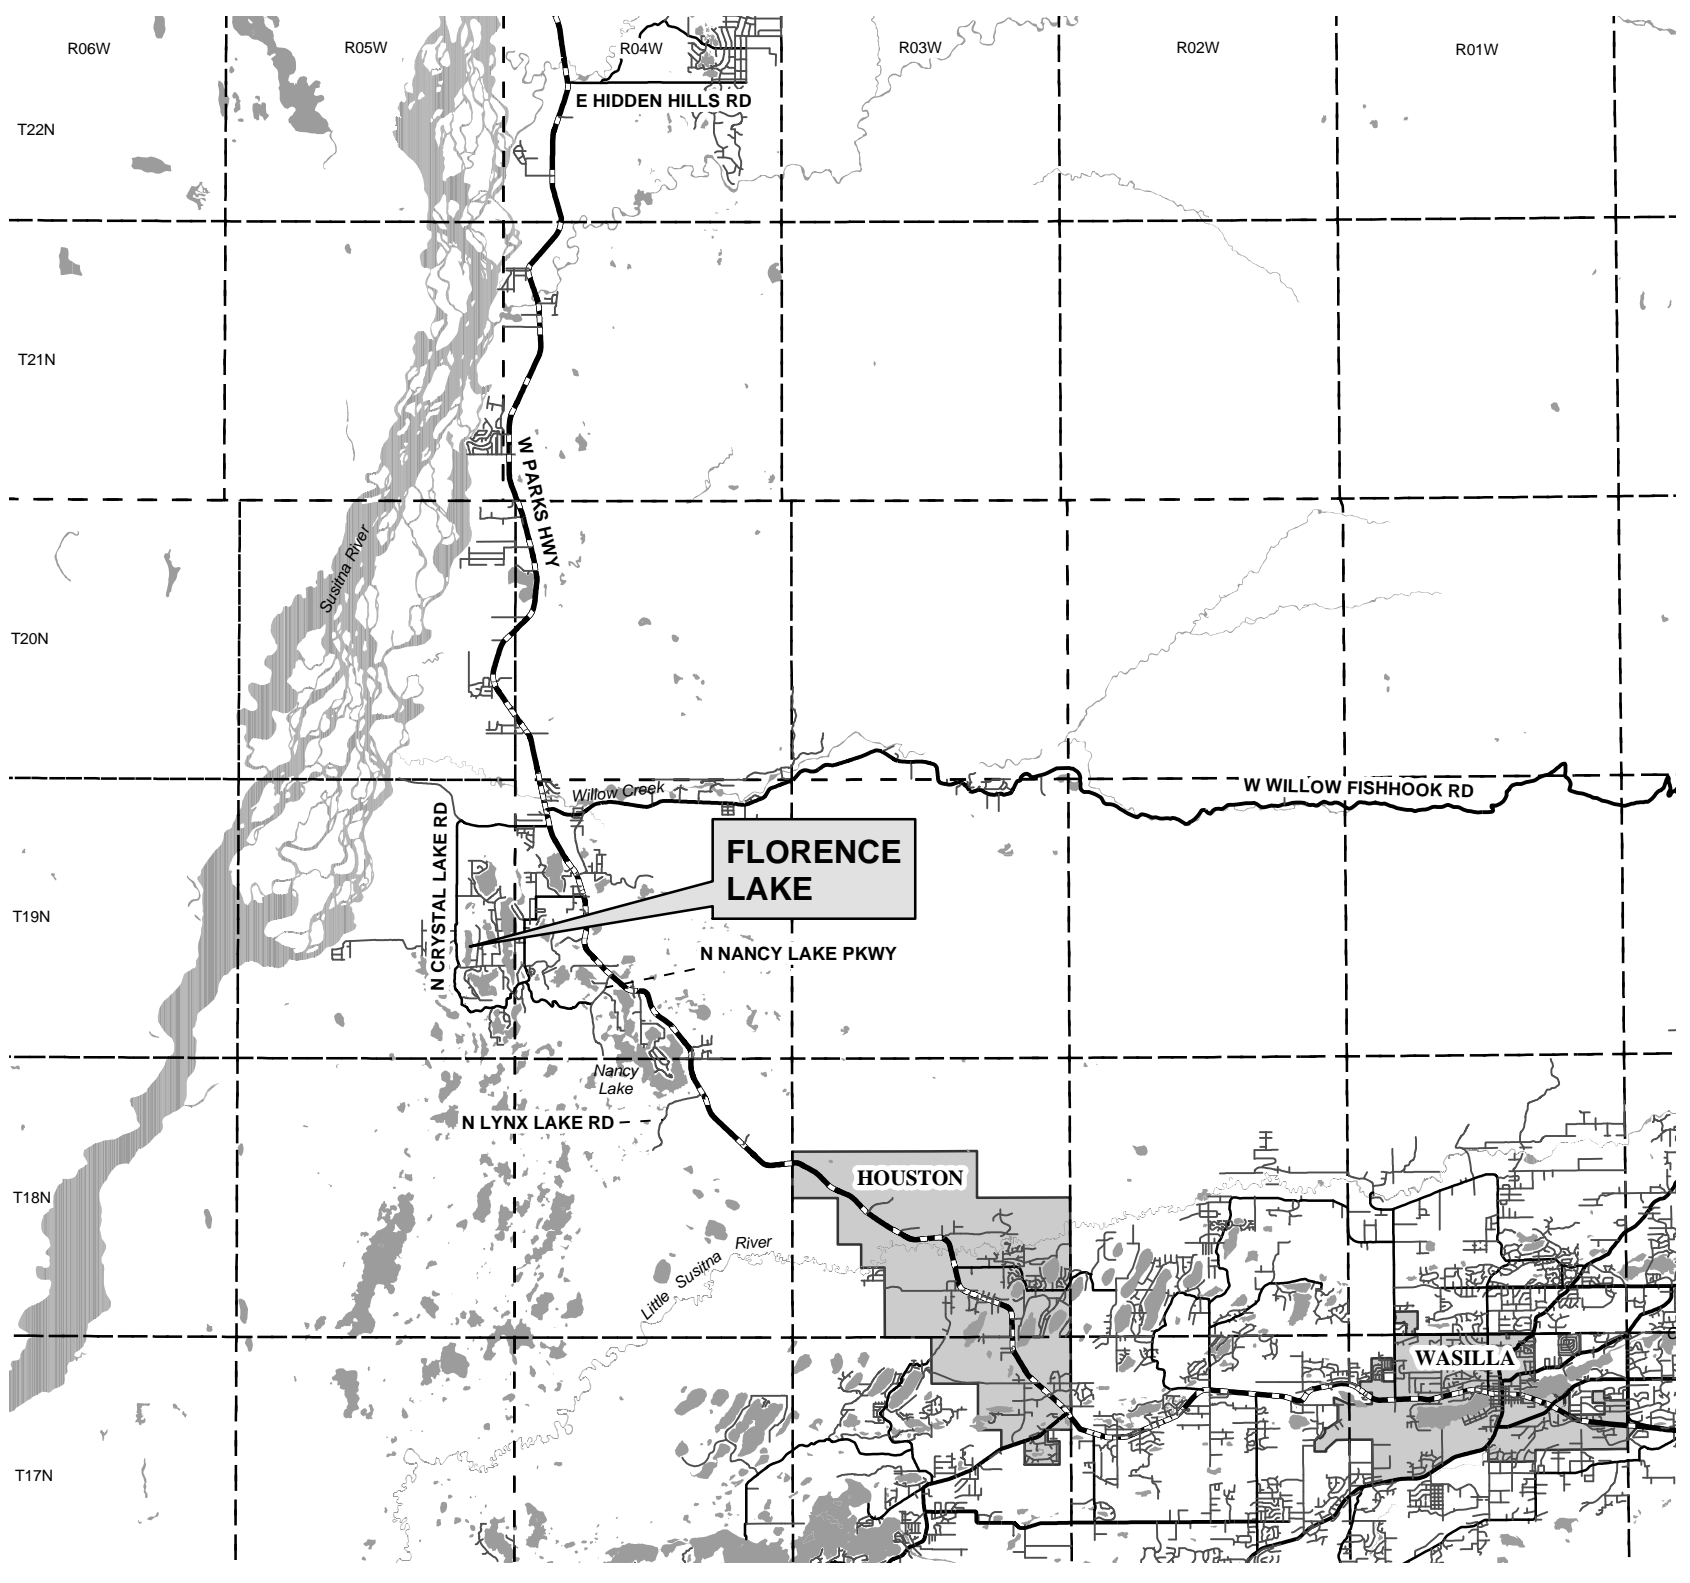 R06W
R05W
R04W
R03W
R02W
R01W
E HIDDEN HILLS RD
T22N
T21N
W PARKS HWY
Susitna River
T20N
Willow Creek
W WILLOW FISHHOOK RD
N CRYSTAL LAKE RD
FLORENCE
LAKE
T19N
N NANCY LAKE PKWY
Nancy
Lake
N LYNX LAKE RD
HOUSTON
T18N
Little Susitna River
WASILLA
T17N